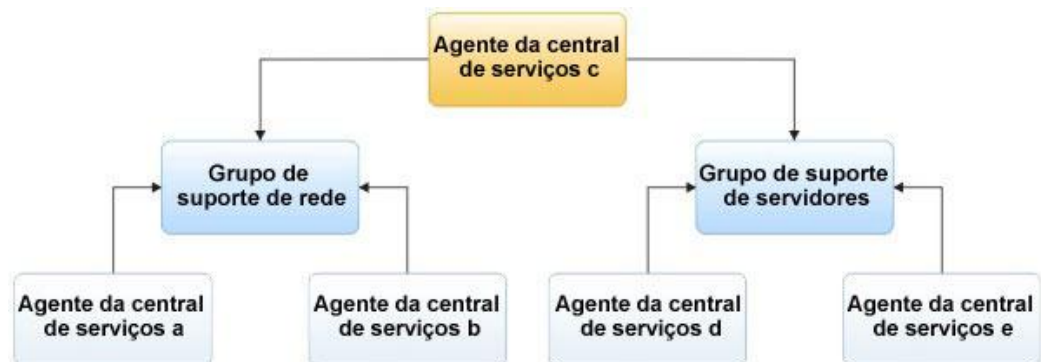 Agente da central
de serviços c
Grupo de
suporte de rede
Grupo de suporte
de servidores
Agente da central
de serviços a
Agente da central
de serviços b
Agente da central
de serviços d
Agente da central
de serviços e